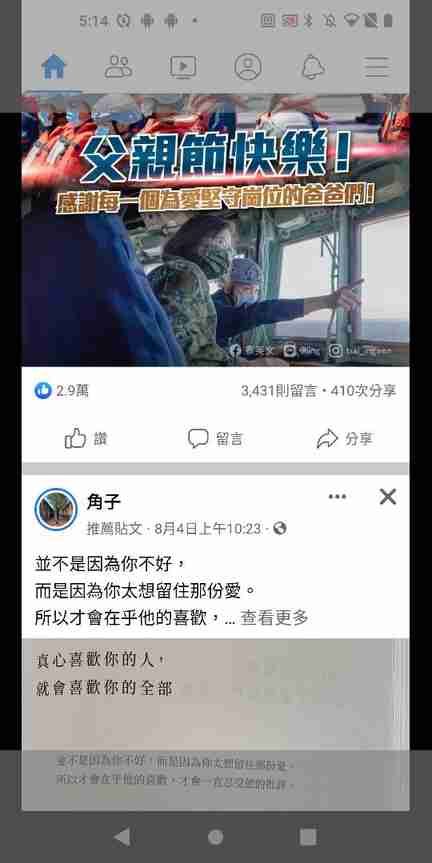 5:14
父親節快樂!
感謝每一個為愛堅守崗位的爸爸們!
蔡英文
tsai_ingwen
2.9萬
3,431則留言・410次分享
讚
留言
分享
角子
推薦貼文・8月4日上午10:23・
並不是因為你不好，
而是因為你太想留住那份愛。
所以才會在乎他的喜歡，... 查看更多
真心喜歡你的人，
就會喜歡你的全部
並不是因為你不好，而是因為你太想留住那份愛。
所以才會在乎他的喜歡，才會一直忍受他的批評。